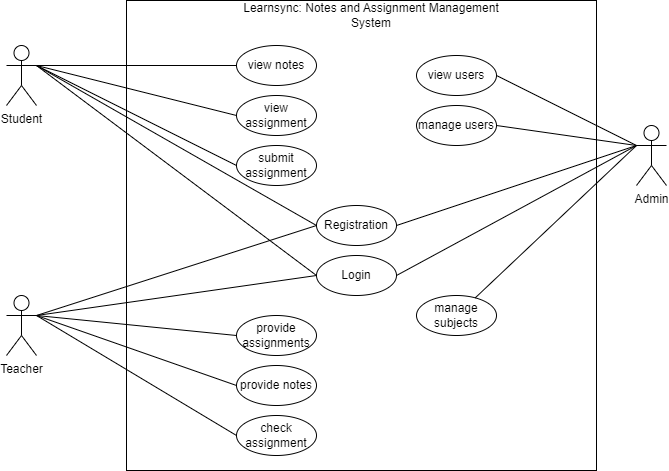 Learnsync: Notes and Assignment Management
System
view notes
view users
view
assignment
manage users
Student
submit
assignment
Admin
Registration
Login
manage
subjects
provide
assignments
Teacher
provide notes
check
assignment